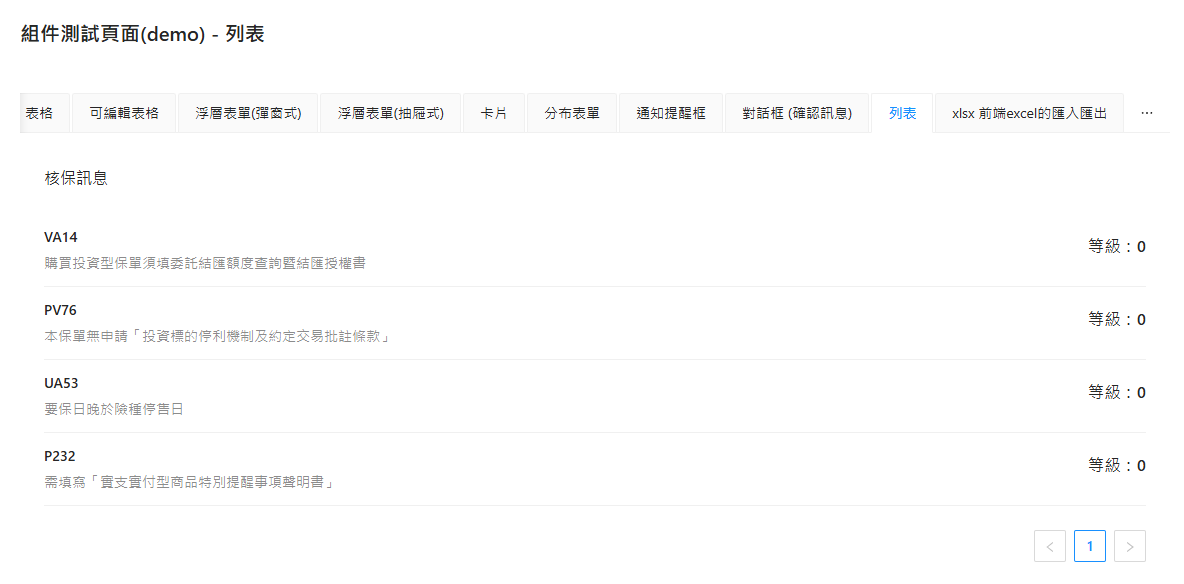 組件測試頁面(demo) - 列表
表格 可編輯表格 浮層表單(彈窗式) 浮層表單(抽屜式) 卡片 分布表單 通知提醒框 對話框 (確認訊息) 列表 xlsx 前端excel的匯入匯出 ...
核保訊息
VA14
購買投資型保單須填委託結匯額度查詢暨結匯授權書
等級：0
PV76
本保單無申請「投資標的停利機制及約定交易批註條款」
等級：0
UA53
要保日晚於險種停售日
等級：0
P232
需填寫「實支實付型商品特別提醒事項聲明書」
等級：0
< 1 >